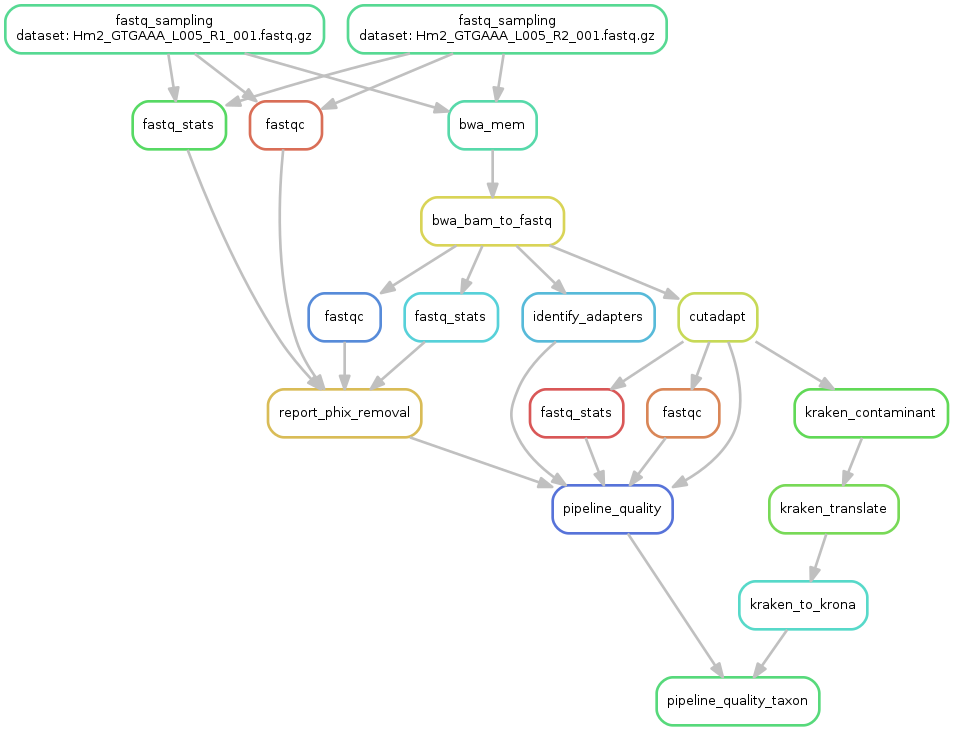 fastq_sampling
dataset: Hm2_GTGAAA_L005_R1_001.fastq.gz
fastq_sampling
dataset: Hm2_GTGAAA_L005_R2_001.fastq.gz
fastq_stats
fastqc
bwa_mem
bwa_bam_to_fastq
fastqc
fastq_stats
identify_adapters
cutadapt
report_phix_removal
fastq_stats
fastqc
kraken_contaminant
pipeline_quality
kraken_translate
kraken_to_krona
pipeline_quality_taxon